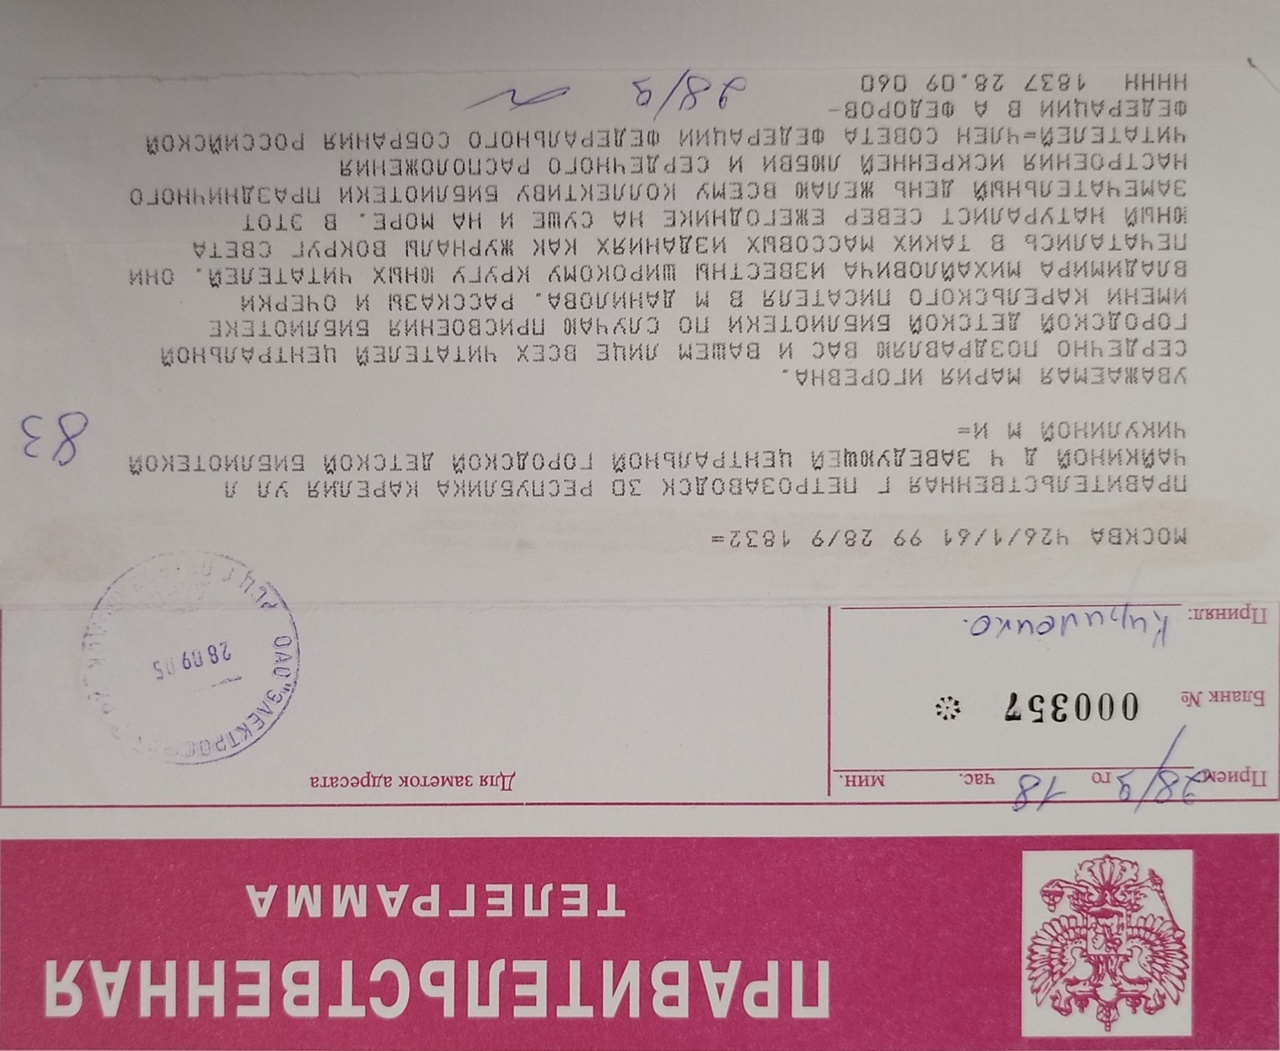 ПРАВИТЕЛЬСТВЕННАЯ
ТЕЛЕГРАММА
Прием
28/9 го 18 час. мин.
Бланк № 000357 *
Принял: Кириленко.
Для заметок адресата
ОАО "ЭЛЕКТРОС
28 09 05
МОСКВА 426/1/61 99 28/9 1832=
ПРАВИТЕЛЬСТВЕННАЯ Г ПЕТРОЗАВОДСК 30 РЕСПУБЛИКА КАРЕЛИЯ УЛ Л
ЧАЙКИНОЙ Д 4 ЗАВЕДУЮЩЕЙ ЦЕНТРАЛЬНОЙ ГОРОДСКОЙ ДЕТСКОЙ БИБЛИОТЕКОЙ
ЧИКУЛИНОЙ М И=
83
УВАЖАЕМАЯ МАРИЯ ИГОРЕВНА.
СЕРДЕЧНО ПОЗДРАВЛЯЮ ВАС И ВАШЕМ ЛИЦЕ ВСЕХ ЧИТАТЕЛЕЙ ЦЕНТРАЛЬНОЙ
ГОРОДСКОЙ ДЕТСКОЙ БИБЛИОТЕКИ ПО СЛУЧАЮ ПРИСВОЕНИЯ БИБЛИОТЕКЕ
ИМЕНИ КАРЕЛЬСКОГО ПИСАТЕЛЯ В М ДАНИЛОВА. РАССКАЗЫ И ОЧЕРКИ
ВЛАДИМИРА МИХАЙЛОВИЧА ИЗВЕСТНЫ ШИРОКОМУ КРУГУ ЮНЫХ ЧИТАТЕЛЕЙ. ОНИ
ПЕЧАТАЛИСЬ В ТАКИХ МАССОВЫХ ИЗДАНИЯХ КАК ЖУРНАЛЫ ВОКРУГ СВЕТА
ЮНЫЙ НАТУРАЛИСТ СЕВЕР ЕЖЕГОДНИКЕ НА СУШЕ И НА МОРЕ. В ЭТОТ
ЗАМЕЧАТЕЛЬНЫЙ ДЕНЬ ЖЕЛАЮ ВСЕМУ КОЛЛЕКТИВУ БИБЛИОТЕКИ ПРАЗДНИЧНОГО
НАСТРОЕНИЯ ИСКРЕННЕЙ ЛЮБВИ И СЕРДЕЧНОГО РАСПОЛОЖЕНИЯ
ЧИТАТЕЛЕЙ=ЧЛЕН СОВЕТА ФЕДЕРАЦИИ ФЕДЕРАЛЬНОГО СОБРАНИЯ РОССИЙСКОЙ
ФЕДЕРАЦИИ В А ФЕДОРОВ-
НННН 1837 28.09 060
28/9